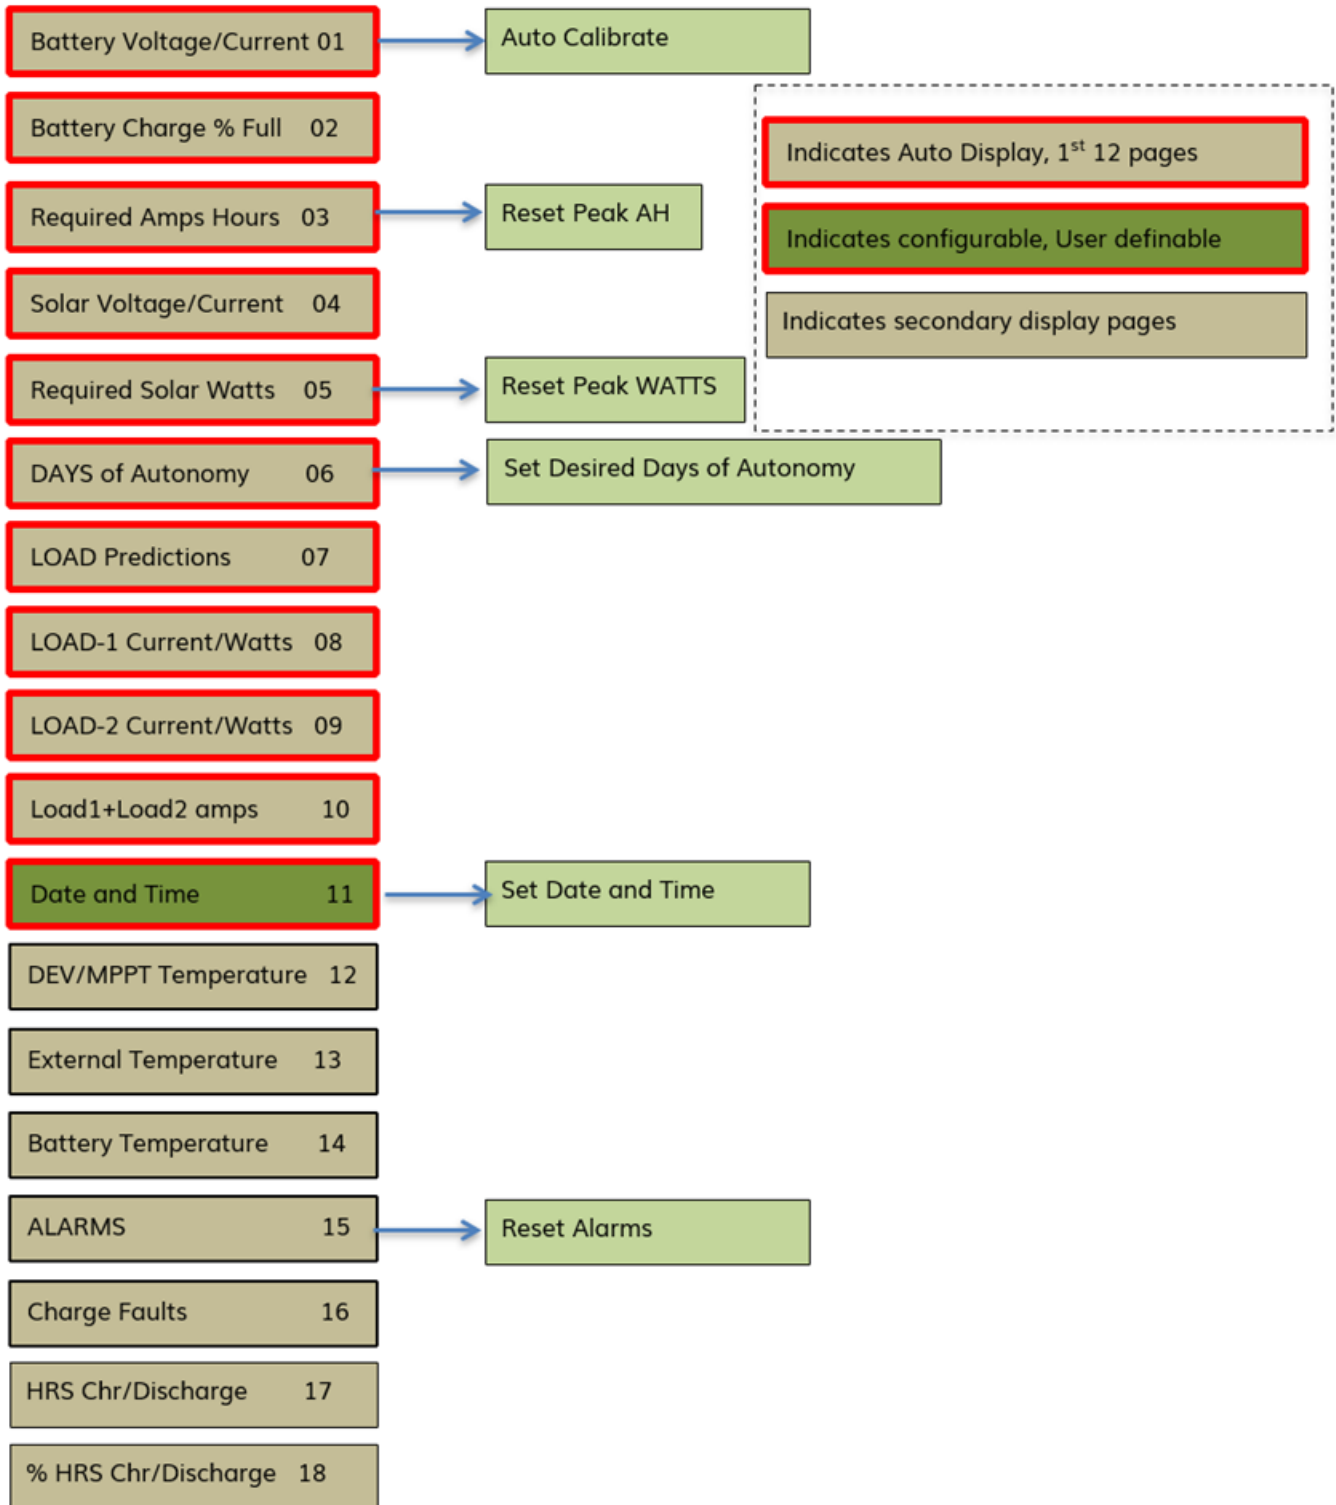 Battery Voltage/Current 01
Auto Calibrate
Battery Charge % Full 02
Indicates Auto Display, 1st 12 pages
Required Amps Hours 03
Reset Peak AH
Indicates configurable, User definable
Solar Voltage/Current 04
Indicates secondary display pages
Required Solar Watts 05
Reset Peak WATTS
DAYS of Autonomy 06
Set Desired Days of Autonomy
LOAD Predictions 07
LOAD-1 Current/Watts 08
LOAD-2 Current/Watts 09
Load1+Load2 amps 10
Date and Time 11
Set Date and Time
DEV/MPPT Temperature 12
External Temperature 13
Battery Temperature 14
ALARMS 15
Reset Alarms
Charge Faults 16
HRS Chr/Discharge 17
% HRS Chr/Discharge 18